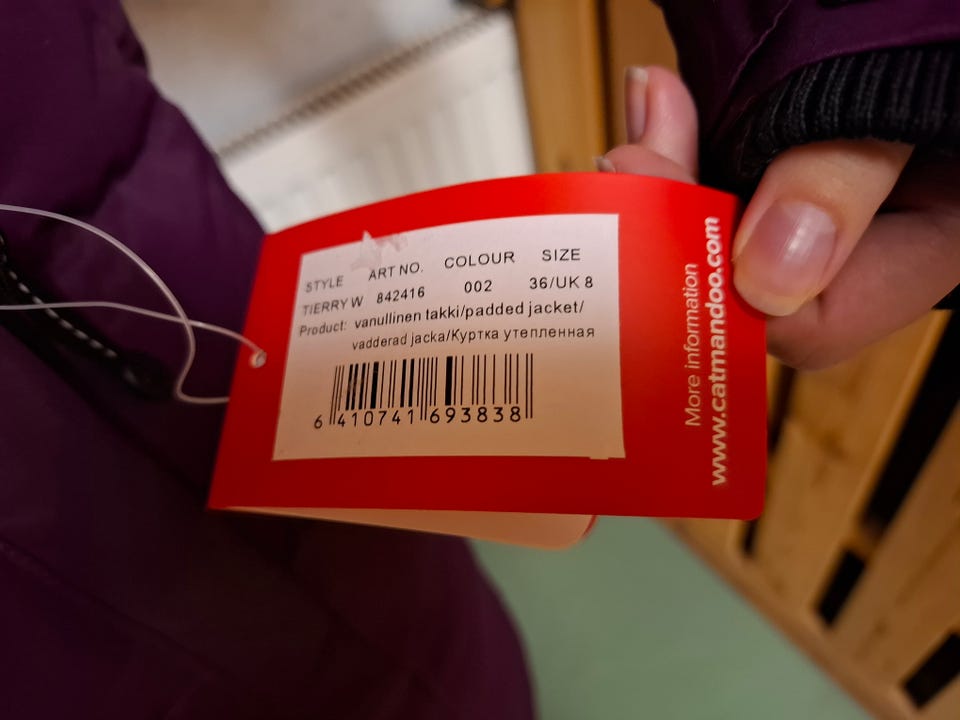 STYLE ART NO. COLOUR SIZE
TIERRY W 842416 002 36/UK 8
Product: vanullinen takki/padded jacket/
vadderad jacka/Куртка утепленная
6 410741 693838
More information
www.catmandoo.com